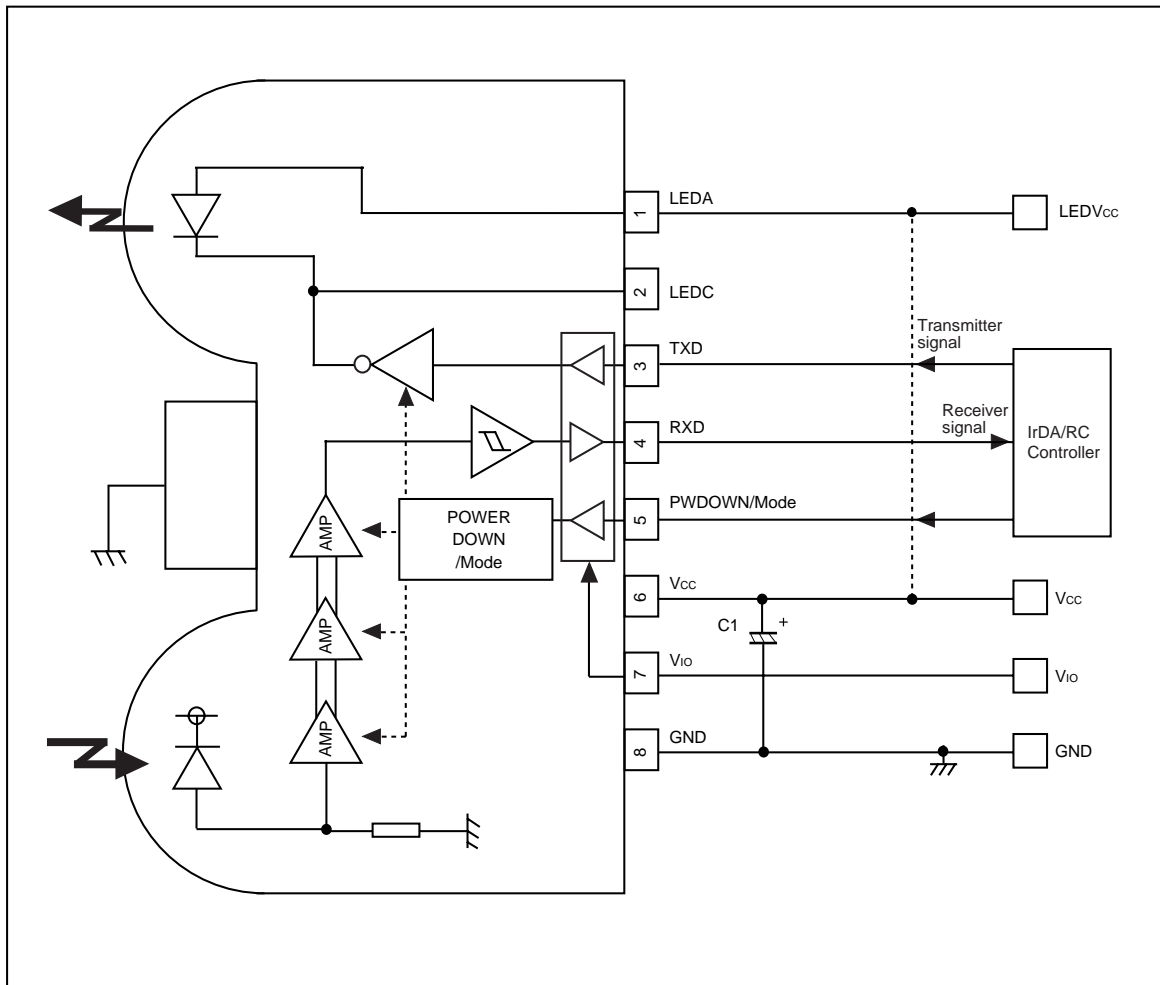 LEDA
1
LEDVcc
2
LEDC
Transmitter
signal
TXD
3
Receiver
signal
RXD
4
IrDA/RC
Controller
PWDOWN/Mode
5
POWER
DOWN
/Mode
AMP
AMP
AMP
Vcc
6
Vcc
C1
+
VIO
7
VIO
GND
8
GND